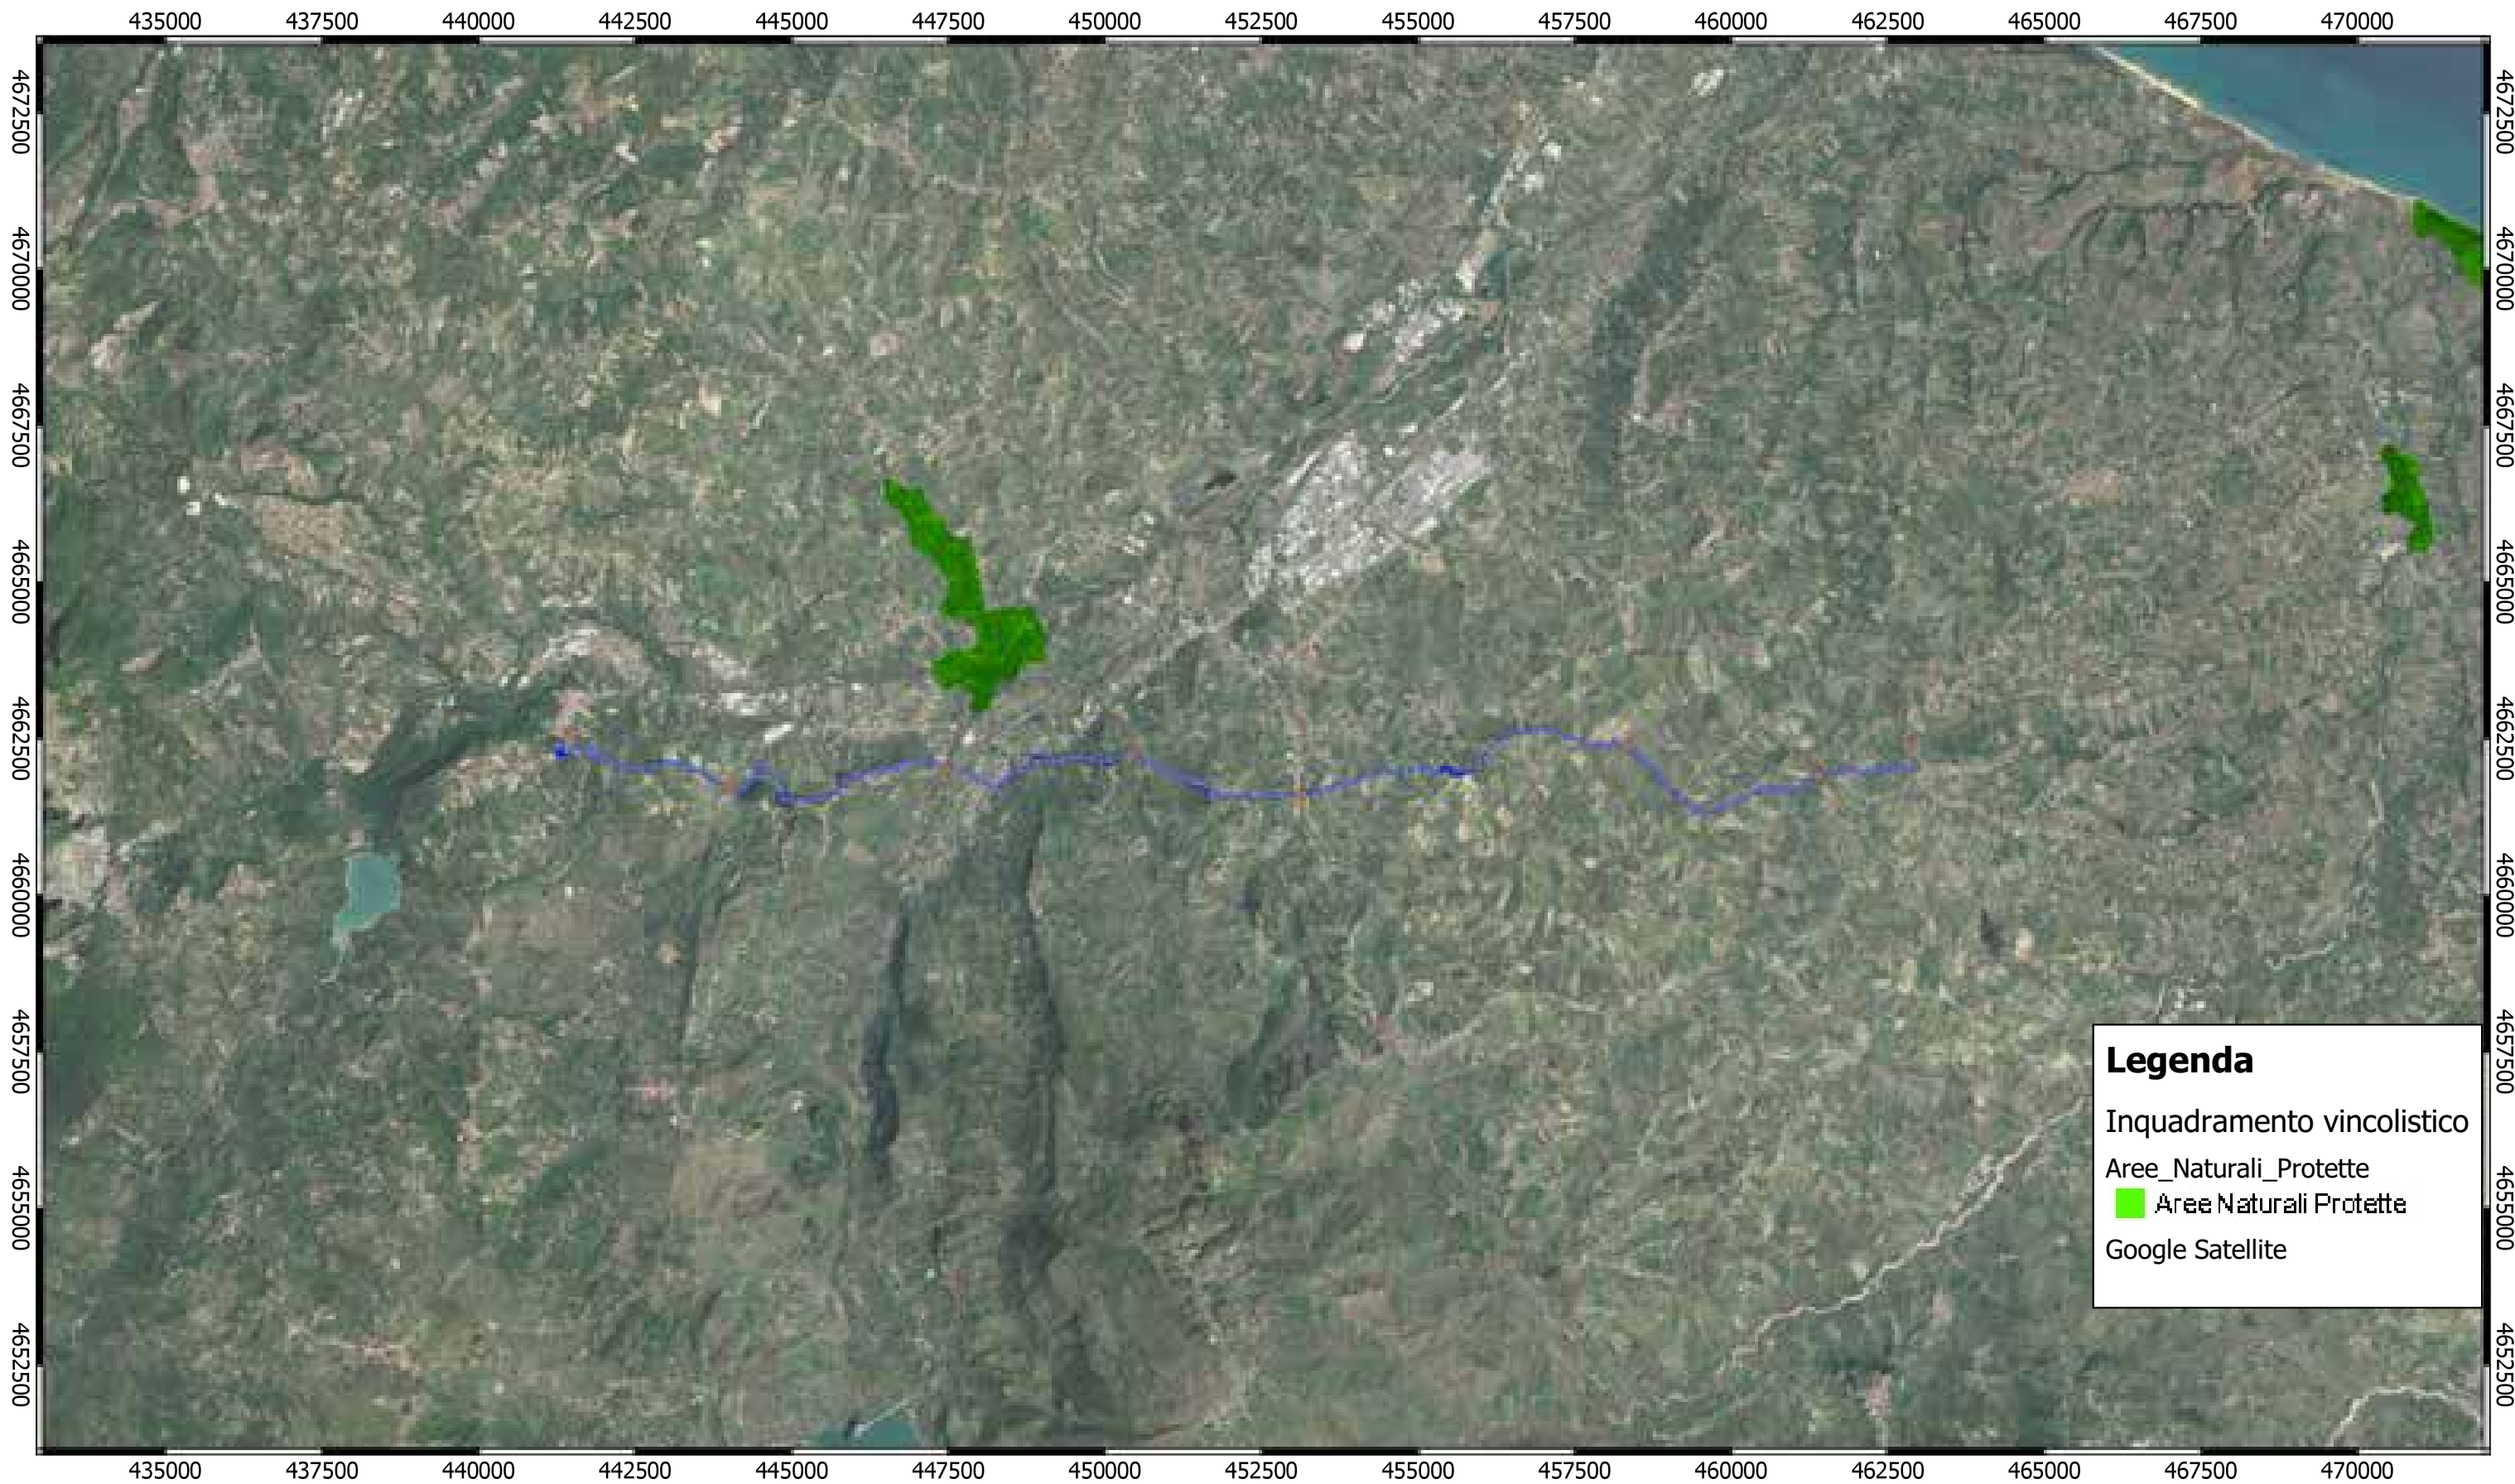 435000 437500 440000 442500 445000 447500 450000 452500 455000 457500 460000 462500 465000 467500 470000
4672500
4670000
4667500
4665000
4662500
4660000
4657500
4655000
4652500
4672500
4670000
4667500
4665000
4662500
4660000
4657500
4655000
4652500
Legenda
Inquadramento vincolistico
Aree_Naturali_Protette
Aree Naturali Protette
Google Satellite
435000 437500 440000 442500 445000 447500 450000 452500 455000 457500 460000 462500 465000 467500 470000